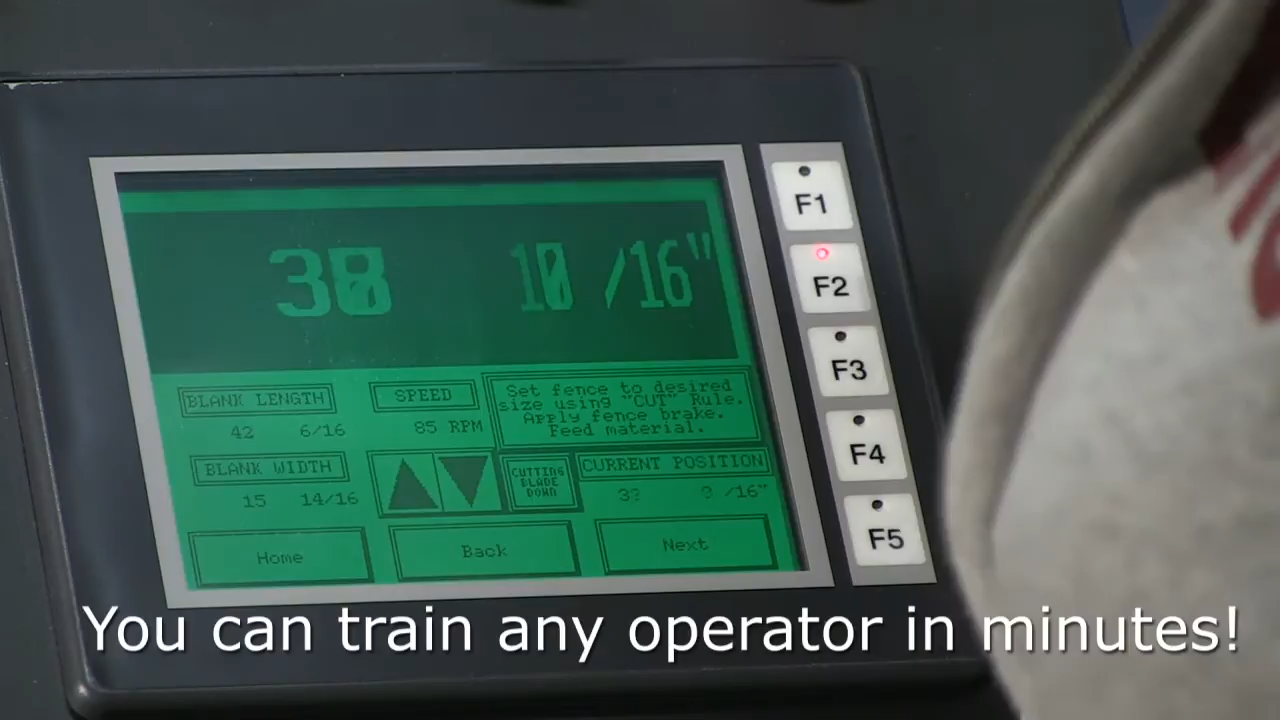 10 /16"
F1
F2
F3
F4
F5
BLANK LENGTH
42 6/16
SPEED
85 RPM
Set fence to desired
size using "CUT" Rule.
Apply fence brake.
Feed material.
BLANK WIDTH
15 14/16
CUTTING
BLADE
DOWN
CURRENT POSITION
/16"
Home
Back
Next
You can train any operator in minutes!